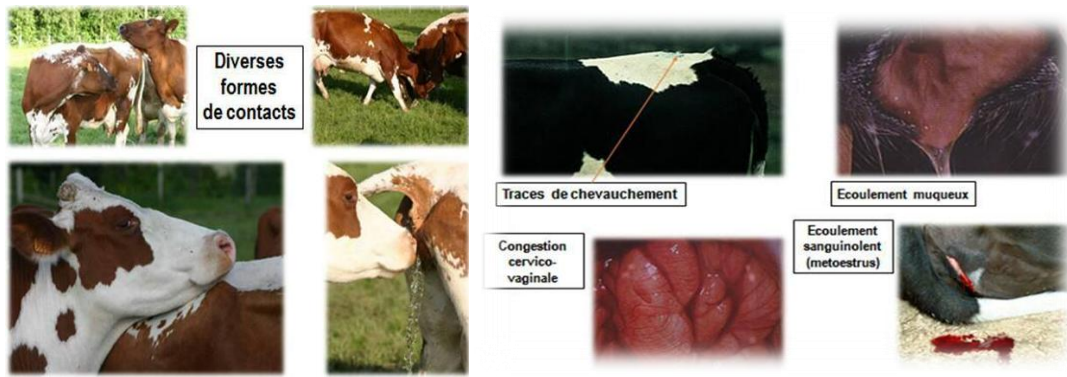 Diverses
formes
de contacts
Traces de chevauchement
Ecoulement muqueux
Congestion
cervico-
vaginale
Ecoulement
sanguinolent
(metoestrus)